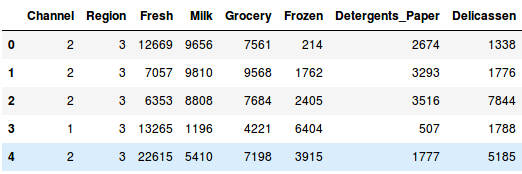 Channel Region Fresh Milk Grocery Frozen Detergents_Paper Delicassen
0 2 3 12669 9656 7561 214 2674 1338
1 2 3 7057 9810 9568 1762 3293 1776
2 2 3 6353 8808 7684 2405 3516 7844
3 1 3 13265 1196 4221 6404 507 1788
4 2 3 22615 5410 7198 3915 1777 5185